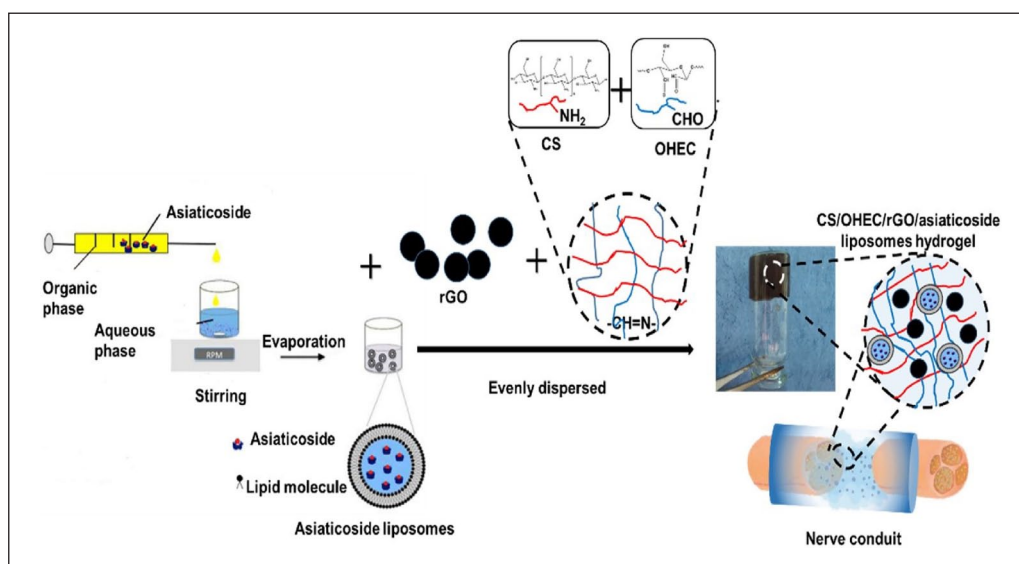 NH2
CS
+
CHO
OHEC
Asiaticoside
Organic
phase
Aqueous
phase
RPM
Stirring
Evaporation
+
rGO
+
-CH=N-
Evenly dispersed
CS/OHEC/rGO/asiaticoside
liposomes hydrogel
Asiaticoside
Lipid molecule
Asiaticoside liposomes
Nerve conduit